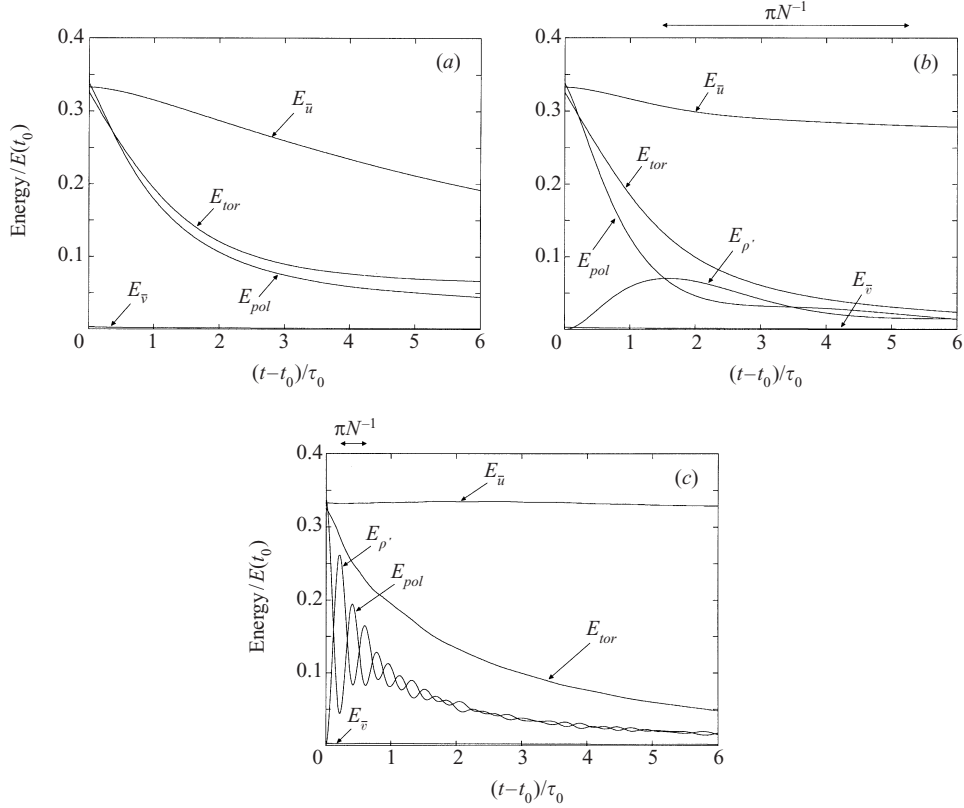 (a)
0.4
0.3
0.2
0.1
0
1
2
3
4
5
6
Energy/E(t₀)
(t–t₀)/τ₀
E_ū
E_tor
E_pol
E_v̄
πN⁻¹
(b)
0.4
0.3
0.2
0.1
0
1
2
3
4
5
6
(t–t₀)/τ₀
E_ū
E_tor
E_ρ′
E_pol
E_v̄
πN⁻¹
(c)
0.4
0.3
0.2
0.1
0
1
2
3
4
5
6
Energy/E(t₀)
(t–t₀)/τ₀
E_ū
E_ρ′
E_pol
E_tor
E_v̄